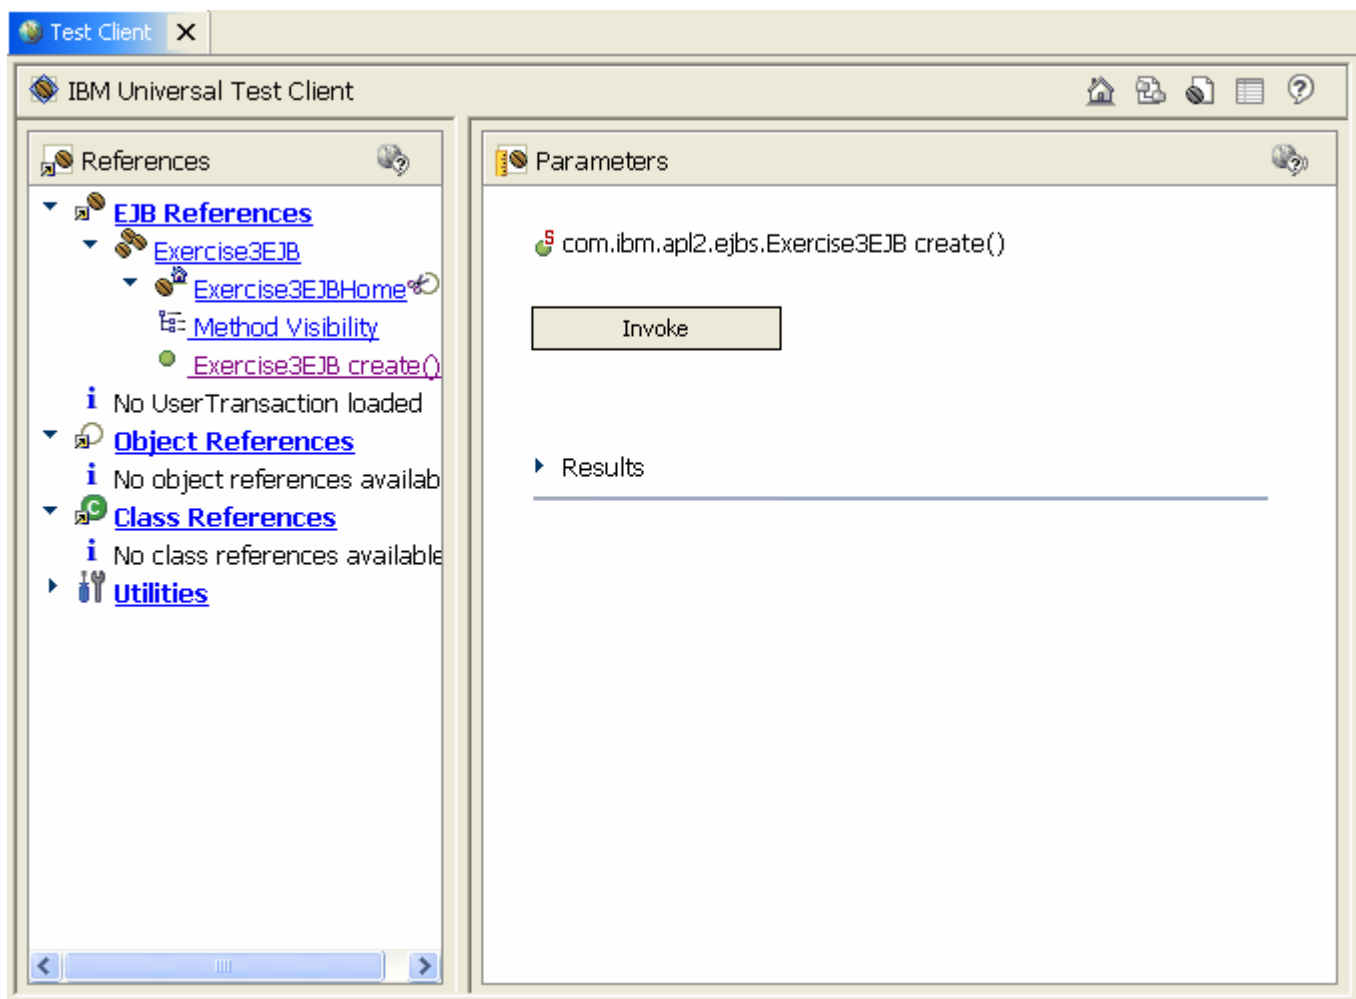 Test Client
IBM Universal Test Client
References
EJB References
Exercise3EJB
Exercise3EJBHome
Method Visibility
Exercise3EJB create()
No UserTransaction loaded
Object References
No object references availab
Class References
No class references available
Utilities
Parameters
com.ibm.apl2.ejbs.Exercise3EJB create()
Invoke
Results